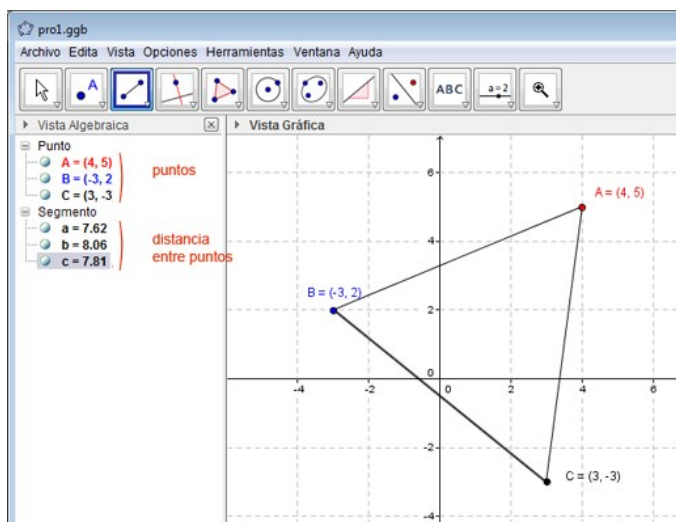 pro1.ggb
Archivo Edita Vista Opciones Herramientas Ventana Ayuda
A
ABC
a=2
Vista Algebraica
Punto
A = (4, 5)
B = (-3, 2
C = (3, -3
puntos
Segmento
a = 7.62
b = 8.06
c = 7.81
distancia
entre puntos
Vista Gráfica
A = (4, 5)
B = (-3, 2)
C = (3, -3)
6
4
2
0
-2
-4
-4
-2
0
2
4
6